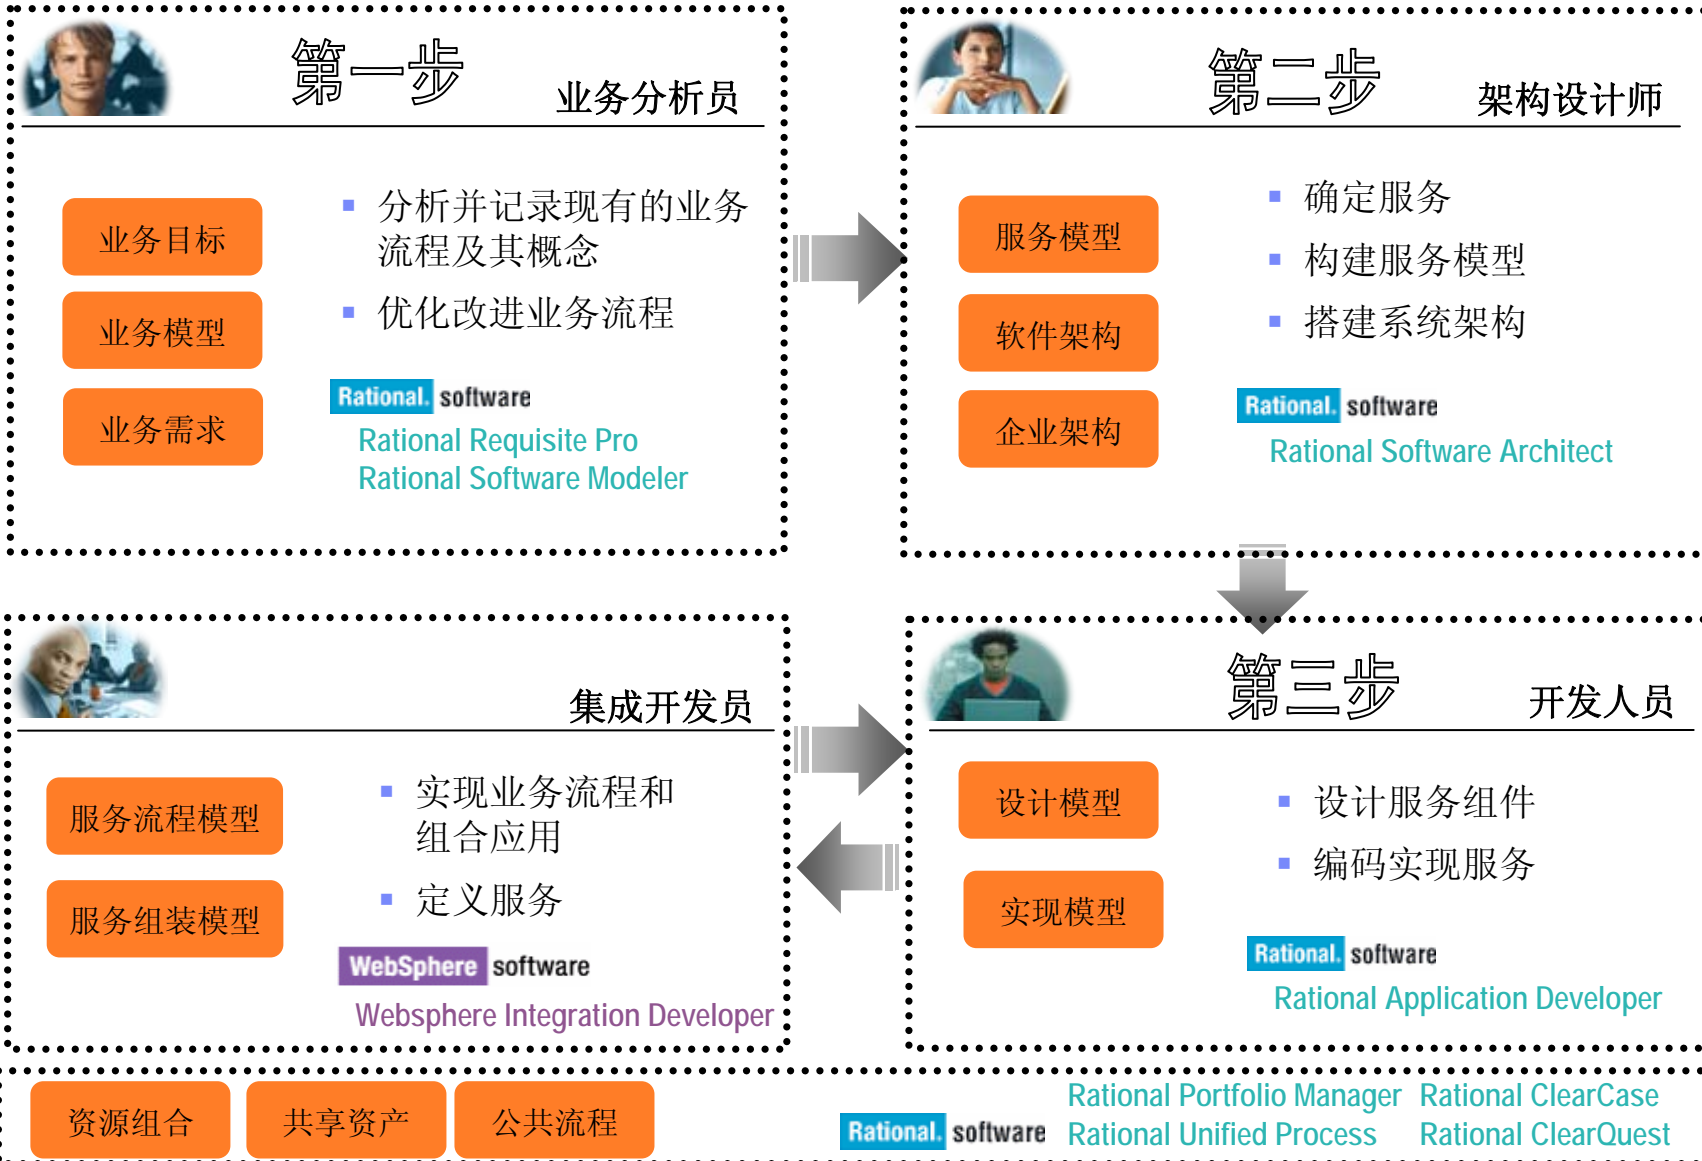 第一步
业务分析员
业务目标
业务模型
业务需求
分析并记录现有的业务
流程及其概念
优化改进业务流程
Rational. software
Rational Requisite Pro
Rational Software Modeler
第二步
架构设计师
服务模型
软件架构
企业架构
确定服务
构建服务模型
搭建系统架构
Rational. software
Rational Software Architect
集成开发员
服务流程模型
服务组装模型
实现业务流程和
组合应用
定义服务
WebSphere software
Websphere Integration Developer
第三步
开发人员
设计模型
实现模型
设计服务组件
编码实现服务
Rational. software
Rational Application Developer
资源组合
共享资产
公共流程
Rational. software
Rational Portfolio Manager
Rational ClearCase
Rational Unified Process
Rational ClearQuest